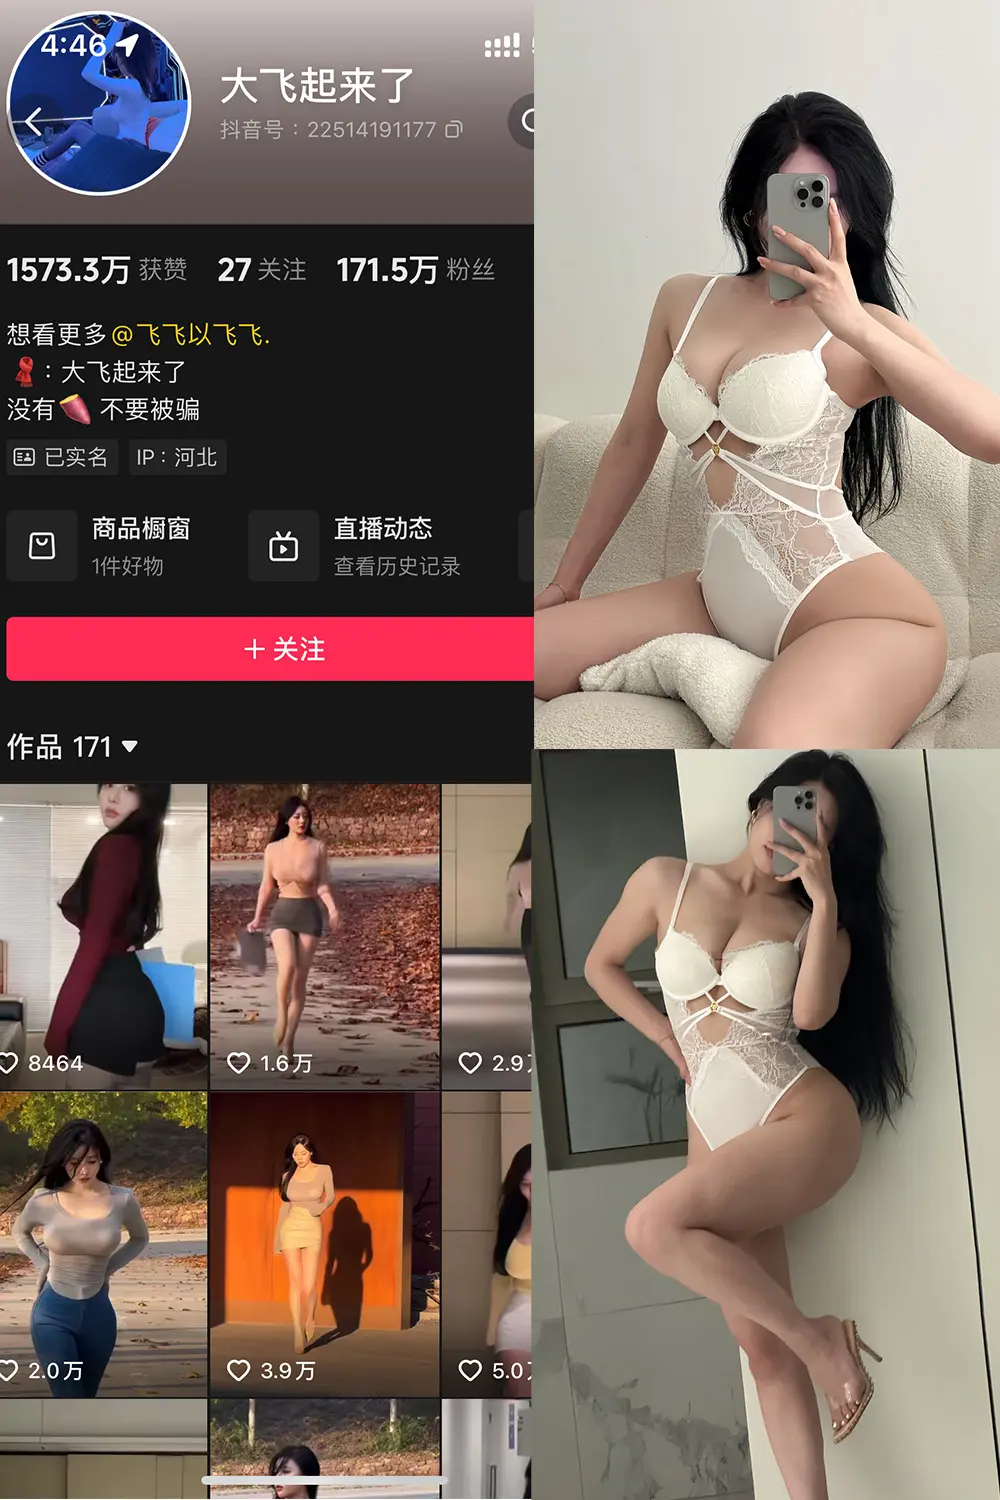 4:46
大飞起来了
抖音号：22514191177
1573.3万 获赞 27 关注 171.5万 粉丝
想看更多@飞飞以飞飞.
：大飞起来了
没有🍠 不要被骗
已实名 IP：河北
商品橱窗
1件好物
直播动态
查看历史记录
+ 关注
作品 171
8464
1.6万
2.9
2.0万
3.9万
5.0